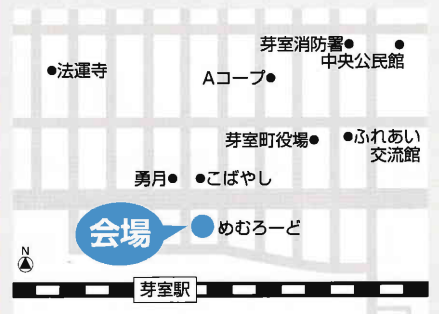 芽室消防署
中央公民館
法運寺
Aコープ
芽室町役場
ふれあい
交流館
勇月
こばやし
会場
めむろーど
N
芽室駅